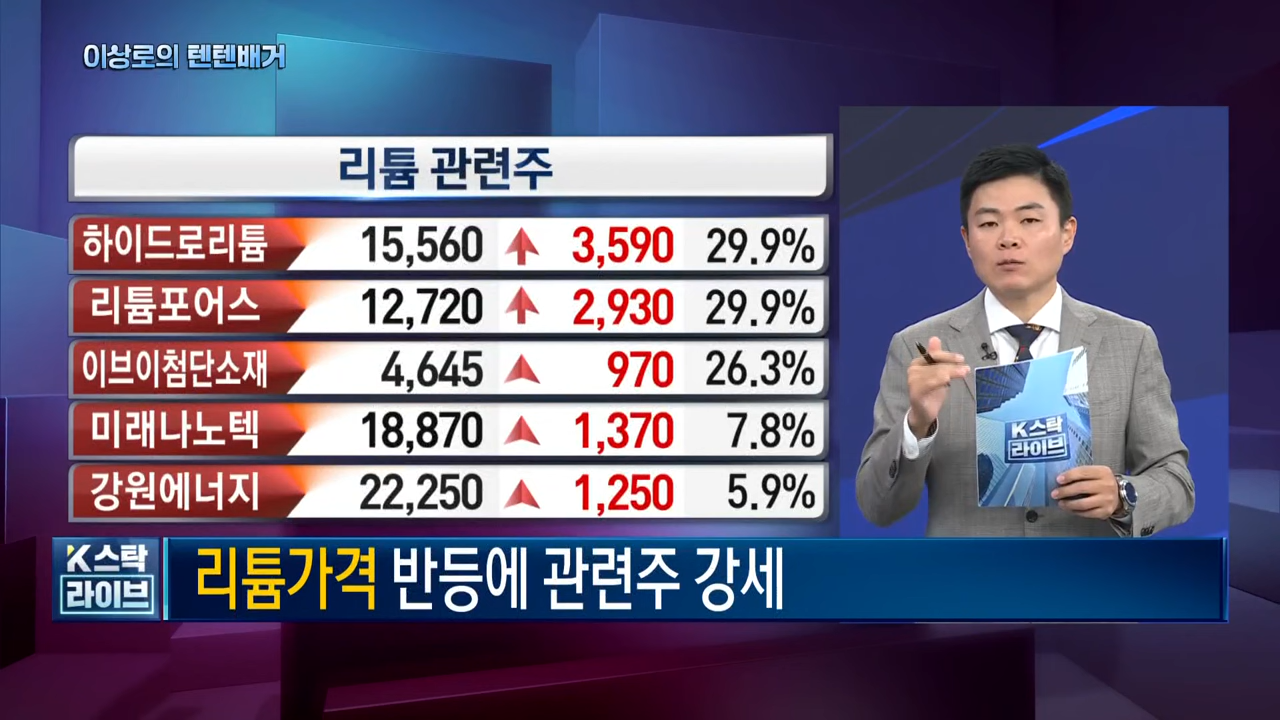 이상로의 텐텐배거
리튬 관련주
하이드로리튬 15,560 3,590 29.9%
리튬포어스 12,720 2,930 29.9%
이브이첨단소재 4,645 970 26.3%
미래나노텍 18,870 1,370 7.8%
강원에너지 22,250 1,250 5.9%
K스탁
라이브
K스탁
라이브
리튬가격 반등에 관련주 강세